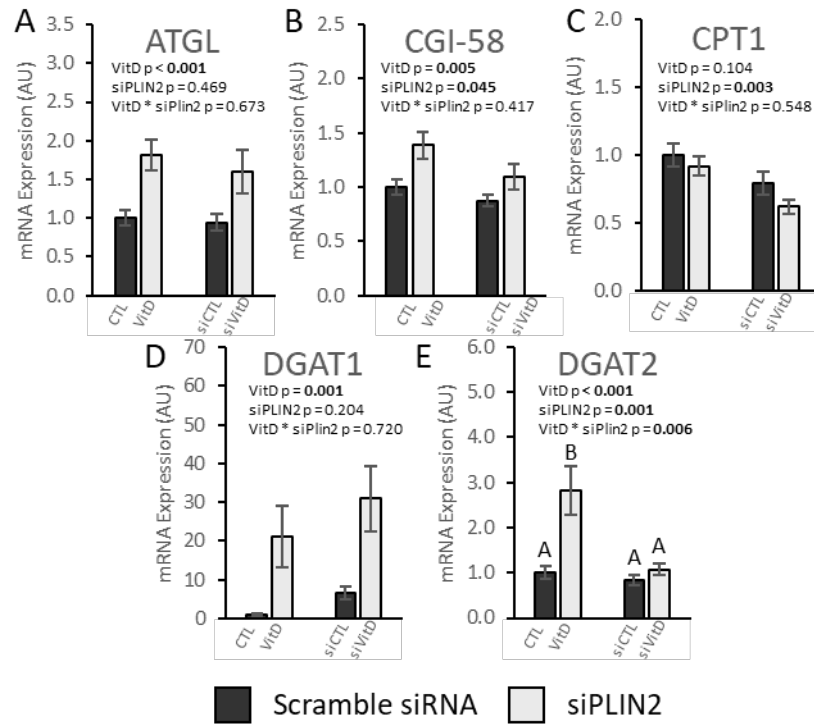 A
ATGL
mRNA Expression (AU)
3.5
3.0
2.5
2.0
1.5
1.0
0.5
0.0
VitD p < 0.001
siPLIN2 p = 0.469
VitD * siPlin2 p = 0.673
CTL
VitD
siCTL
siVitD
B
CGI-58
mRNA Expression (AU)
2.5
2.0
1.5
1.0
0.5
0.0
VitD p = 0.005
siPLIN2 p = 0.045
VitD * siPlin2 p = 0.417
CTL
VitD
siCTL
siVitD
C
CPT1
mRNA Expression (AU)
2.0
1.5
1.0
0.5
0.0
VitD p = 0.104
siPLIN2 p = 0.003
VitD * siPlin2 p = 0.548
CTL
VitD
siCTL
siVitD
D
DGAT1
mRNA Expression (AU)
70
60
50
40
30
20
10
0
VitD p = 0.001
siPLIN2 p = 0.204
VitD * siPlin2 p = 0.720
CTL
VitD
siCTL
siVitD
E
DGAT2
mRNA Expression (AU)
6.0
5.0
4.0
3.0
2.0
1.0
0.0
VitD p < 0.001
siPLIN2 p = 0.001
VitD * siPlin2 p = 0.006
A
B
A
A
CTL
VitD
siCTL
siVitD
Scramble siRNA
siPLIN2